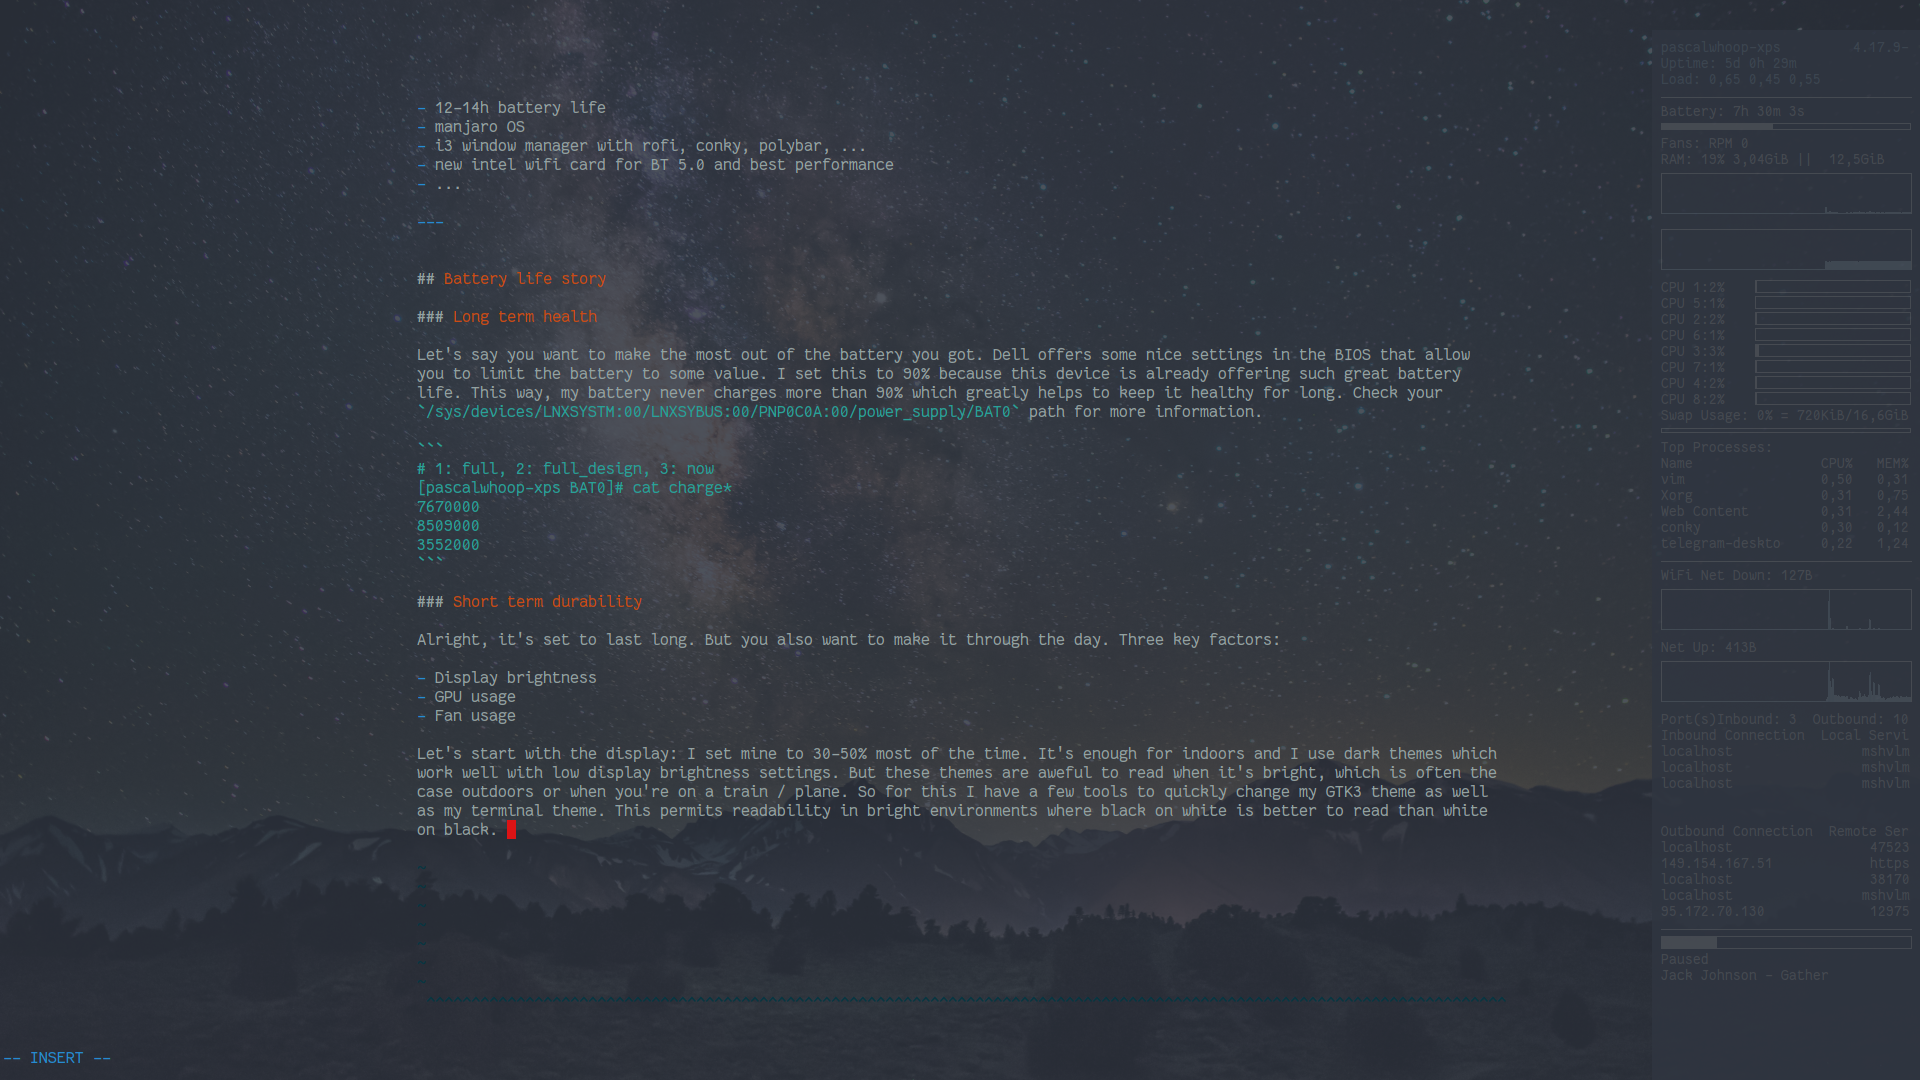 - 12-14h battery life
- manjaro OS
- i3 window manager with rofi, conky, polybar, ...
- new intel wifi card for BT 5.0 and best performance
- ...
---
## Battery life story
### Long term health
Let's say you want to make the most out of the battery you got. Dell offers some nice settings in the BIOS that allow
you to limit the battery to some value. I set this to 90% because this device is already offering such great battery
life. This way, my battery never charges more than 90% which greatly helps to keep it healthy for long. Check your
`/sys/devices/LNXSYSTM:00/LNXSYBUS:00/PNP0C0A:00/power_supply/BAT0` path for more information.
```
# 1: full, 2: full_design, 3: now
[pascalwhoop-xps BAT0]# cat charge*
7670000
8509000
3552000
```
### Short term durability
Alright, it's set to last long. But you also want to make it through the day. Three key factors:
- Display brightness
- GPU usage
- Fan usage
Let's start with the display: I set mine to 30-50% most of the time. It's enough for indoors and I use dark themes which
work well with low display brightness settings. But these themes are aweful to read when it's bright, which is often the
case outdoors or when you're on a train / plane. So for this I have a few tools to quickly change my GTK3 theme as well
as my terminal theme. This permits readability in bright environments where black on white is better to read than white
on black.
-- INSERT --
pascalwhoop-xps 4.17.9-
Uptime: 5d 0h 29m
Load: 0,65 0,45 0,55
Battery: 7h 30m 3s
Fans: RPM 0
RAM: 19% 3,04GiB || 12,5GiB
CPU 1:2%
CPU 5:1%
CPU 2:2%
CPU 6:1%
CPU 3:3%
CPU 7:1%
CPU 4:2%
CPU 8:2%
Swap Usage: 0% = 720KiB/16,6GiB
Top Processes:
Name CPU% MEM%
vim 0,50 0,31
Xorg 0,31 0,75
Web Content 0,31 2,44
conky 0,30 0,12
telegram-deskto 0,22 1,24
WiFi Net Down: 127B
Net Up: 413B
Port(s)Inbound: 3 Outbound: 10
Inbound Connection Local Servi
localhost mshvlm
localhost mshvlm
localhost mshvlm
Outbound Connection Remote Ser
localhost 47523
149.154.167.51 https
localhost 38170
localhost mshvlm
95.172.70.130 12975
Paused
Jack Johnson - Gather